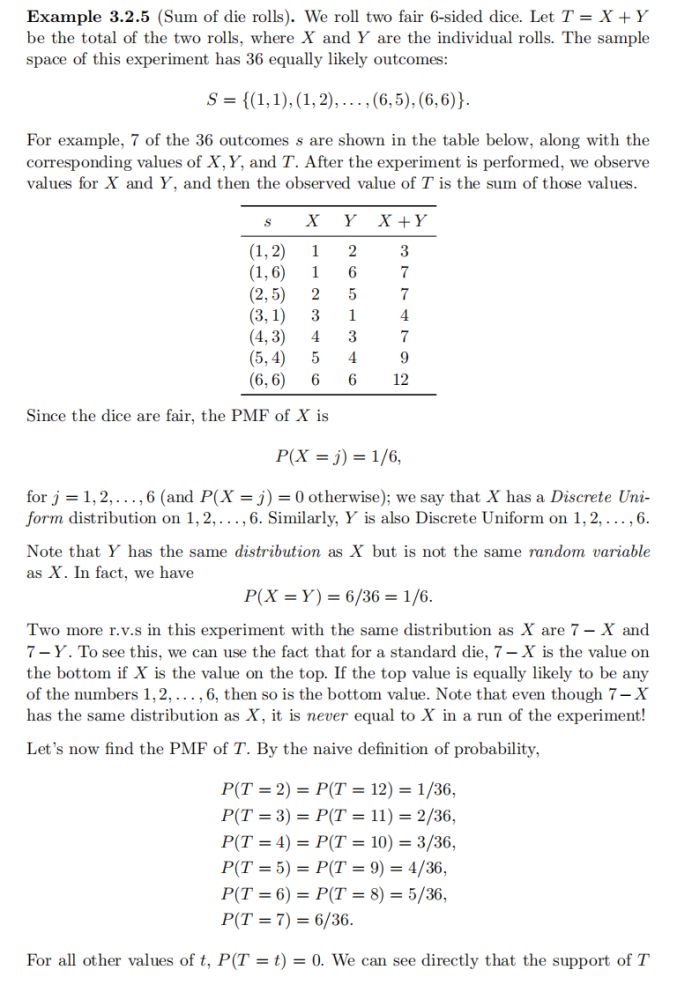 Example 3.2.5 (Sum of die rolls). We roll two fair 6-sided dice. Let T = X + Y
be the total of the two rolls, where X and Y are the individual rolls. The sample
space of this experiment has 36 equally likely outcomes:
S = {(1, 1), (1, 2), . . . , (6, 5), (6, 6)}.
For example, 7 of the 36 outcomes s are shown in the table below, along with the
corresponding values of X, Y, and T. After the experiment is performed, we observe
values for X and Y, and then the observed value of T is the sum of those values.
s X Y X + Y
(1, 2) 1 2 3
(1, 6) 1 6 7
(2, 5) 2 5 7
(3, 1) 3 1 4
(4, 3) 4 3 7
(5, 4) 5 4 9
(6, 6) 6 6 12
Since the dice are fair, the PMF of X is
P(X = j) = 1/6,
for j = 1, 2, . . . , 6 (and P(X = j) = 0 otherwise); we say that X has a Discrete Uni-
form distribution on 1, 2, . . . , 6. Similarly, Y is also Discrete Uniform on 1, 2, . . . , 6.
Note that Y has the same distribution as X but is not the same random variable
as X. In fact, we have
P(X = Y) = 6/36 = 1/6.
Two more r.v.s in this experiment with the same distribution as X are 7 − X and
7 − Y. To see this, we can use the fact that for a standard die, 7 − X is the value on
the bottom if X is the value on the top. If the top value is equally likely to be any
of the numbers 1, 2, . . . , 6, then so is the bottom value. Note that even though 7 − X
has the same distribution as X, it is never equal to X in a run of the experiment!
Let's now find the PMF of T. By the naive definition of probability,
P(T = 2) = P(T = 12) = 1/36,
P(T = 3) = P(T = 11) = 2/36,
P(T = 4) = P(T = 10) = 3/36,
P(T = 5) = P(T = 9) = 4/36,
P(T = 6) = P(T = 8) = 5/36,
P(T = 7) = 6/36.
For all other values of t, P(T = t) = 0. We can see directly that the support of T